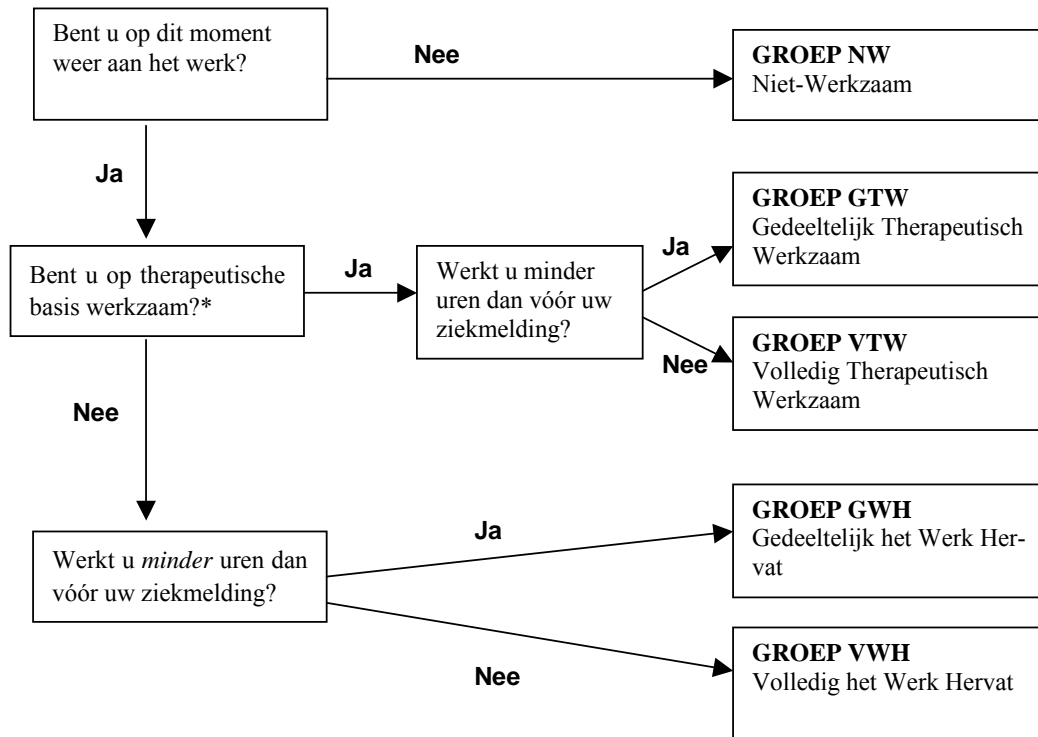 Bent u op dit moment
weer aan het werk?
Nee
GROEP NW
Niet-Werkzaam
Ja
Bent u op therapeutische
basis werkzaam?*
Ja
Werkt u minder
uren dan vóór uw
ziekmelding?
Ja
GROEP GTW
Gedeeltelijk Therapeutisch
Werkzaam
Nee
GROEP VTW
Volledig Therapeutisch
Werkzaam
Nee
Werkt u minder uren dan
vóór uw ziekmelding?
Ja
GROEP GWH
Gedeeltelijk het Werk Her-
vat
Nee
GROEP VWH
Volledig het Werk Hervat